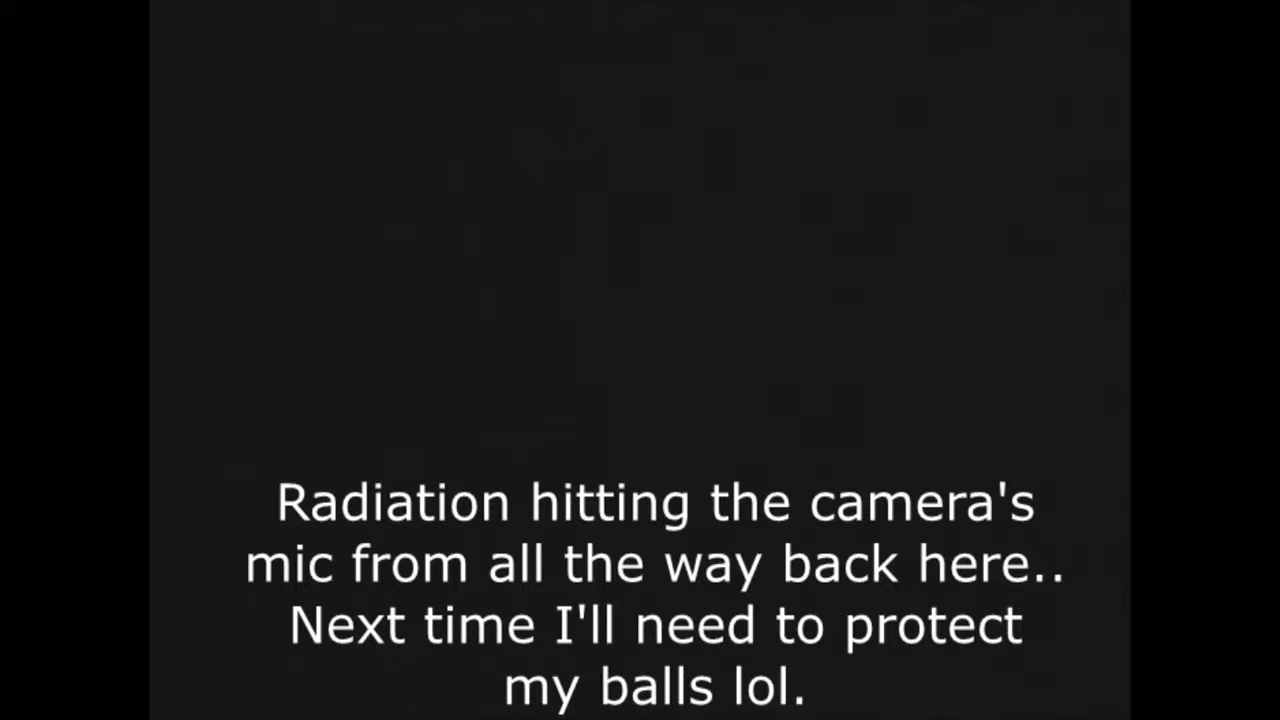 Radiation hitting the camera's
mic from all the way back here..
Next time I'll need to protect
my balls lol.